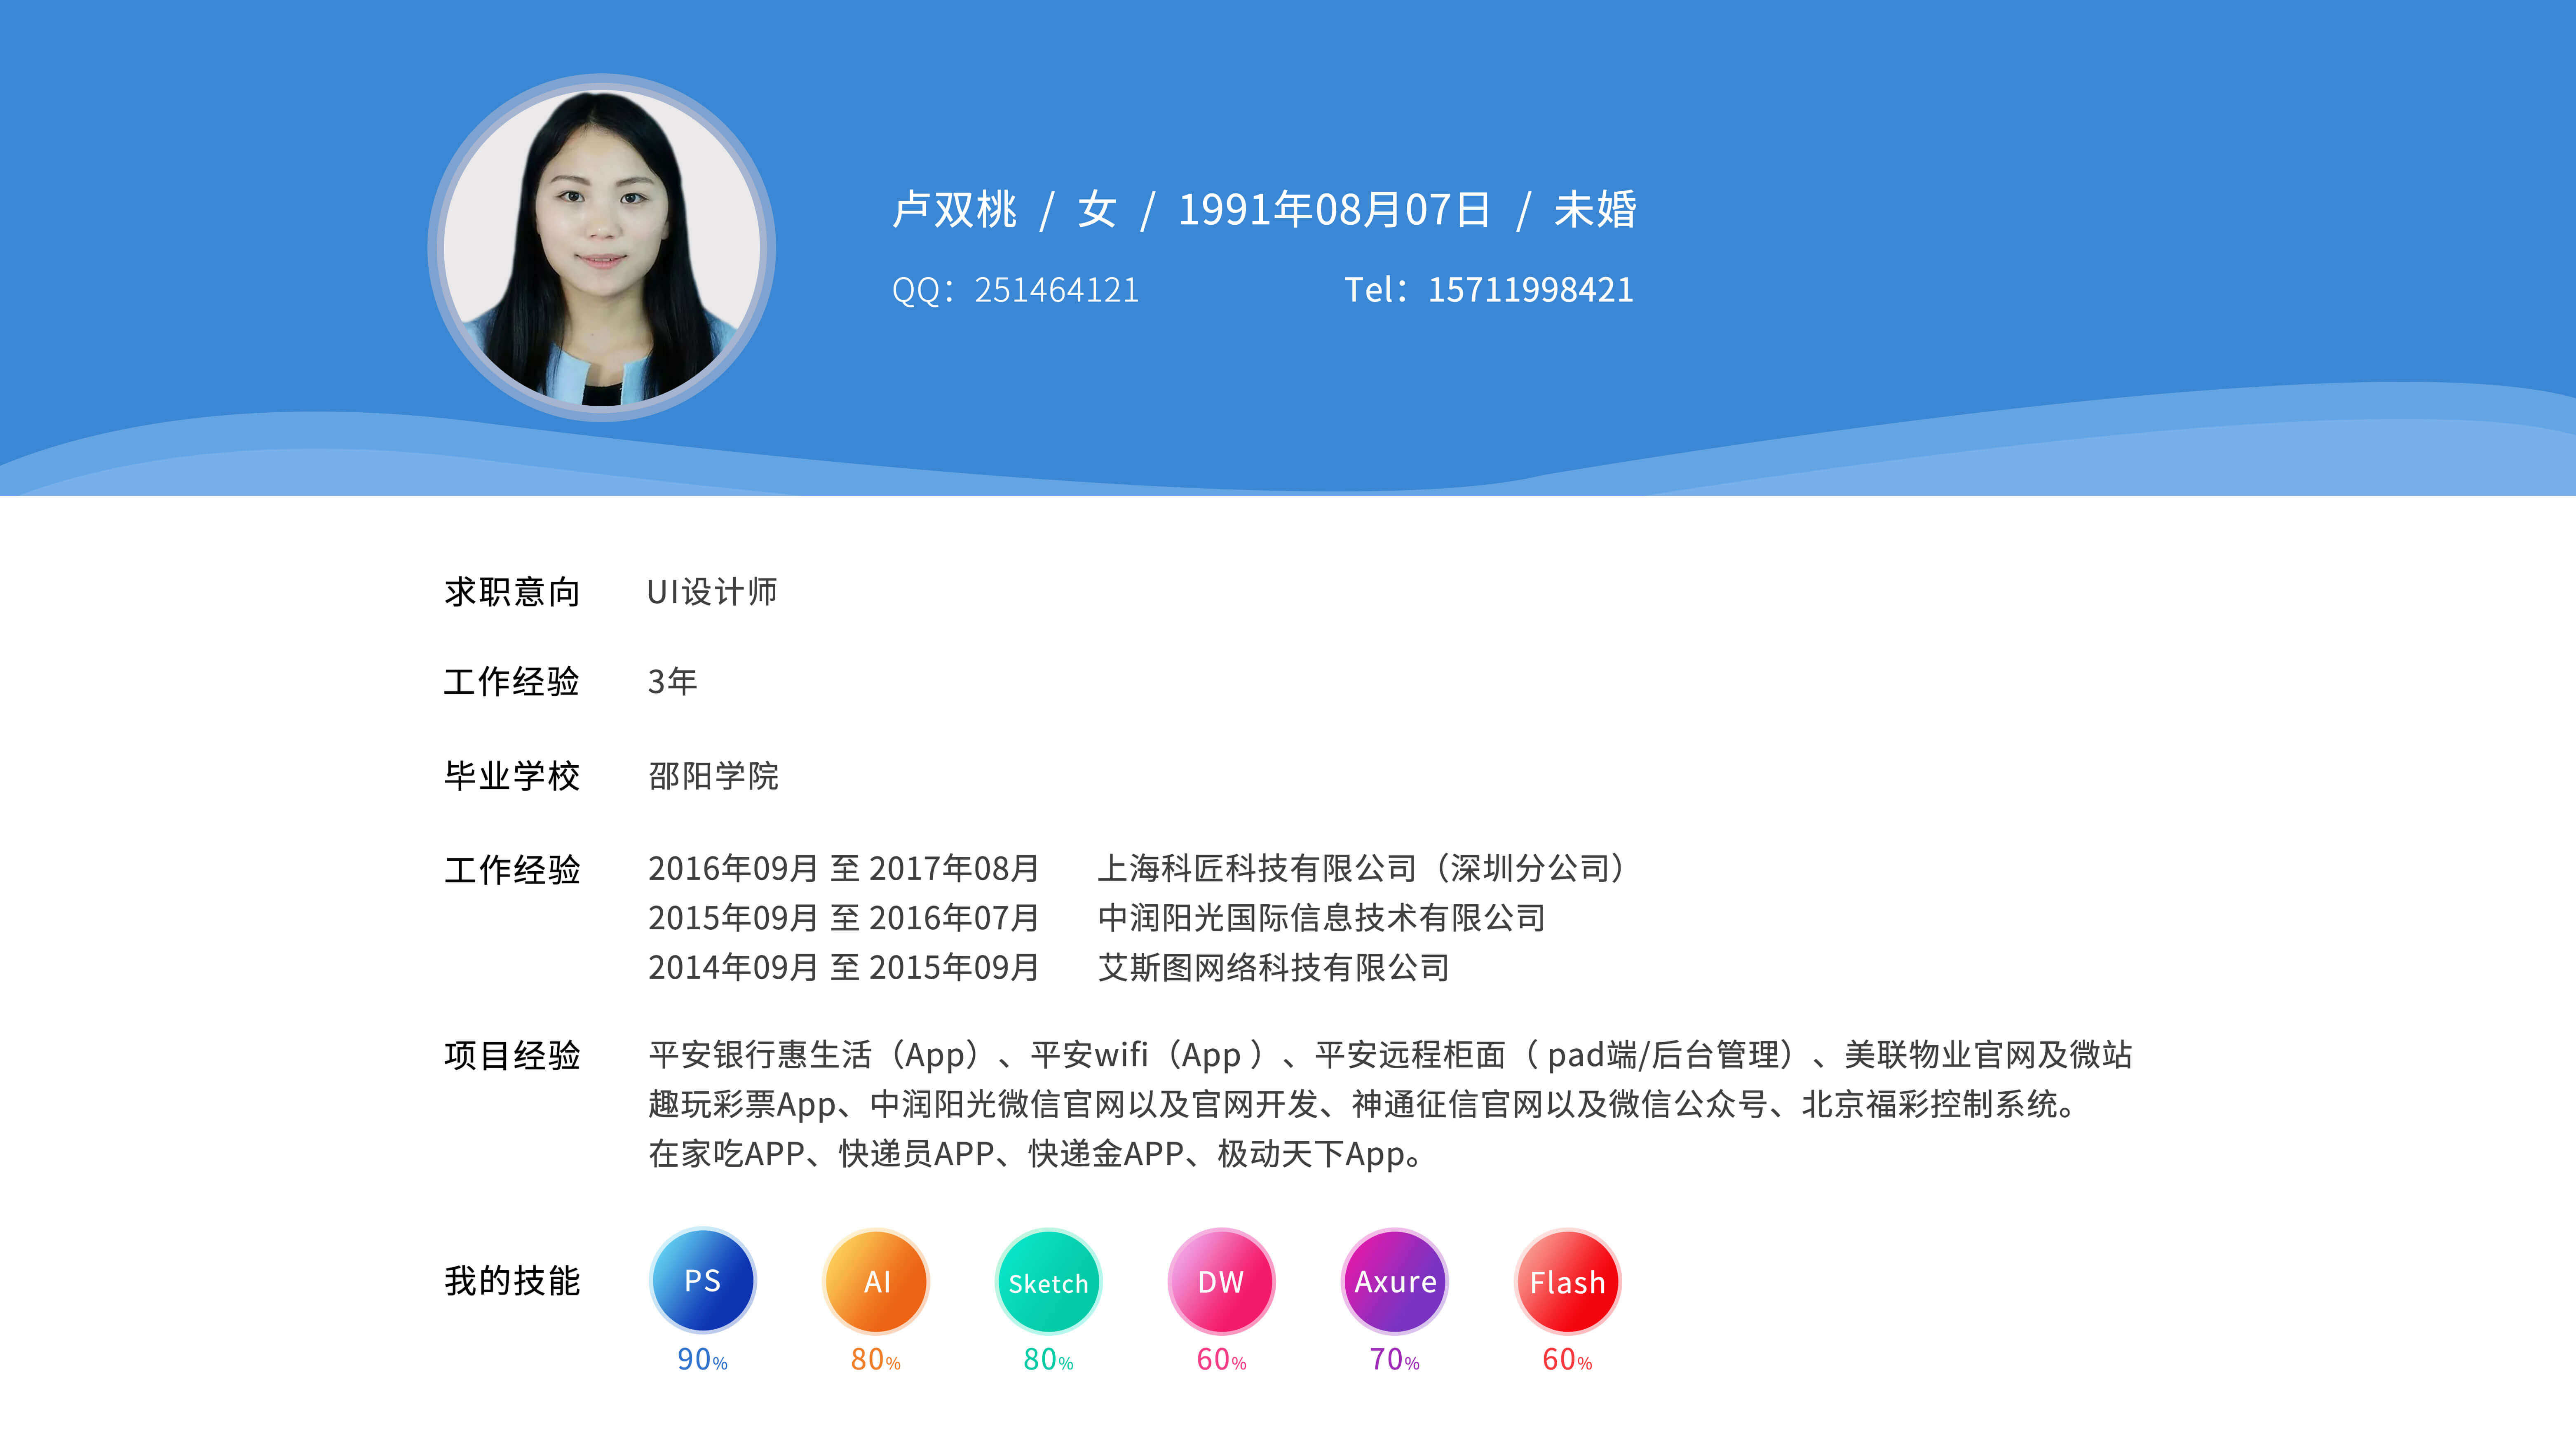 卢双桃 / 女 / 1991年08月07日 / 未婚
QQ：251464121 Tel：15711998421
求职意向 UI设计师
工作经验 3年
毕业学校 邵阳学院
工作经验 2016年09月 至 2017年08月 上海科匠科技有限公司（深圳分公司）
2015年09月 至 2016年07月 中润阳光国际信息技术有限公司
2014年09月 至 2015年09月 艾斯图网络科技有限公司
项目经验 平安银行惠生活（App）、平安wifi（App ）、平安远程柜面（ pad端/后台管理）、美联物业官网及微站
趣玩彩票App、中润阳光微信官网以及官网开发、神通征信官网以及微信公众号、北京福彩控制系统。
在家吃APP、快递员APP、快递金APP、极动天下App。
我的技能 PS AI Sketch DW Axure Flash
90% 80% 80% 60% 70% 60%